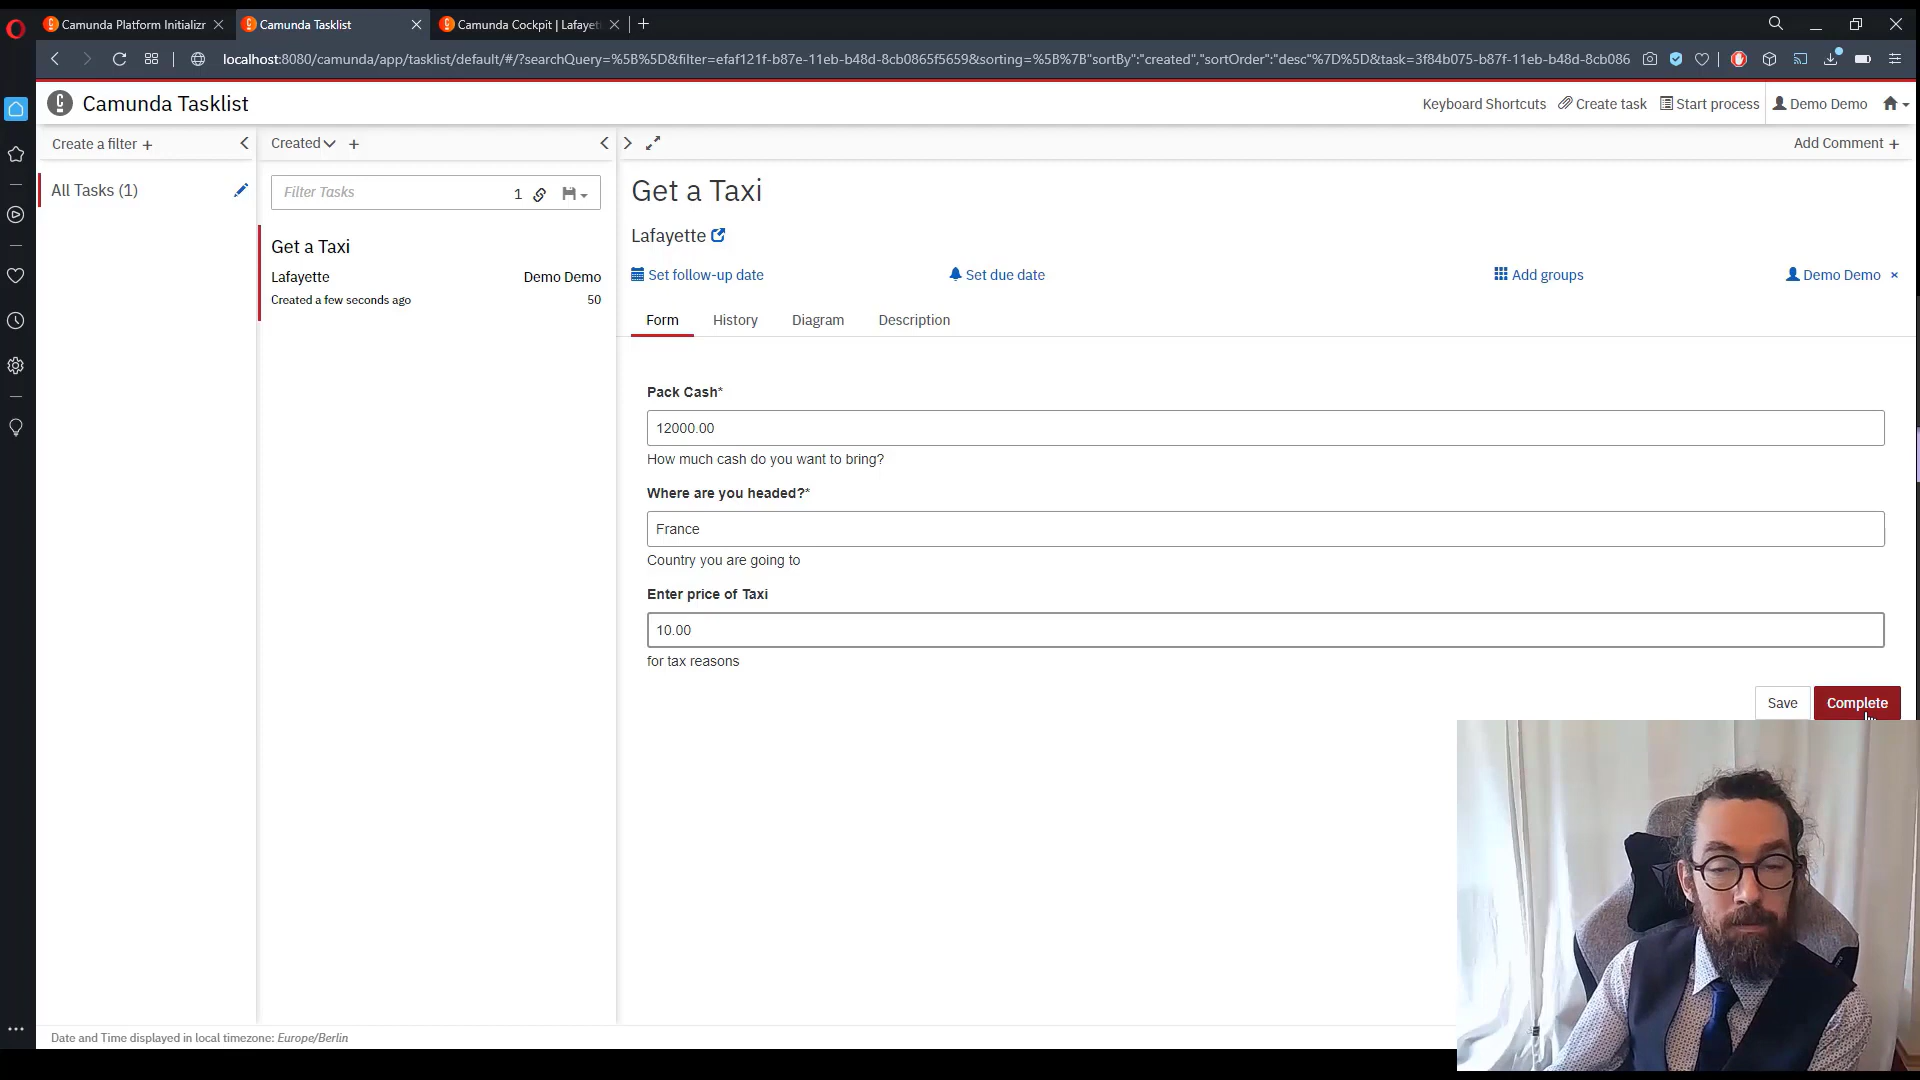 Camunda Platform Initializr
Camunda Tasklist
Camunda Cockpit | Lafayet
localhost:8080/camunda/app/tasklist/default/#/?searchQuery=%5B%5D&filter=efaf121f-b87e-11eb-b48d-8cb0865f5659&sorting=%5B%7B"sortBy":"created","sortOrder":"desc"%7D%5D&task=3f84b075-b87f-11eb-b48d-8cb086
Camunda Tasklist
Keyboard Shortcuts
Create task
Start process
Demo Demo
Create a filter +
Created
+
Add Comment +
All Tasks (1)
Filter Tasks
1
Get a Taxi
Lafayette
Demo Demo
Created a few seconds ago
50
Get a Taxi
Lafayette
Set follow-up date
Set due date
Add groups
Demo Demo ×
Form
History
Diagram
Description
Pack Cash*
12000.00
How much cash do you want to bring?
Where are you headed?*
France
Country you are going to
Enter price of Taxi
10.00
for tax reasons
Save
Complete
Date and Time displayed in local timezone: Europe/Berlin